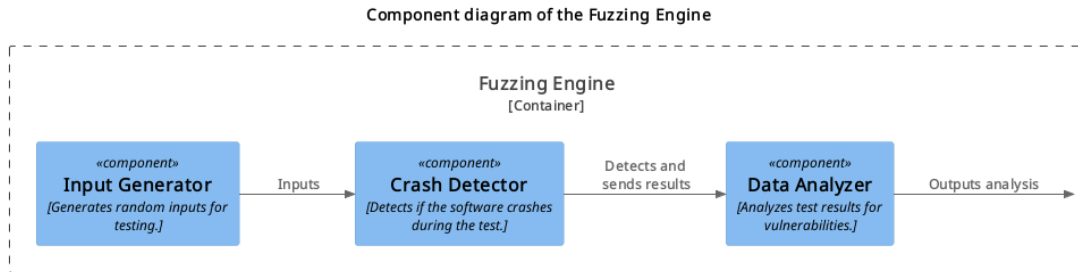 Component diagram of the Fuzzing Engine
Fuzzing Engine
[Container]
«component»
Input Generator
[Generates random inputs for
testing.]
Inputs
«component»
Crash Detector
[Detects if the software crashes
during the test.]
Detects and
sends results
«component»
Data Analyzer
[Analyzes test results for
vulnerabilities.]
Outputs analysis